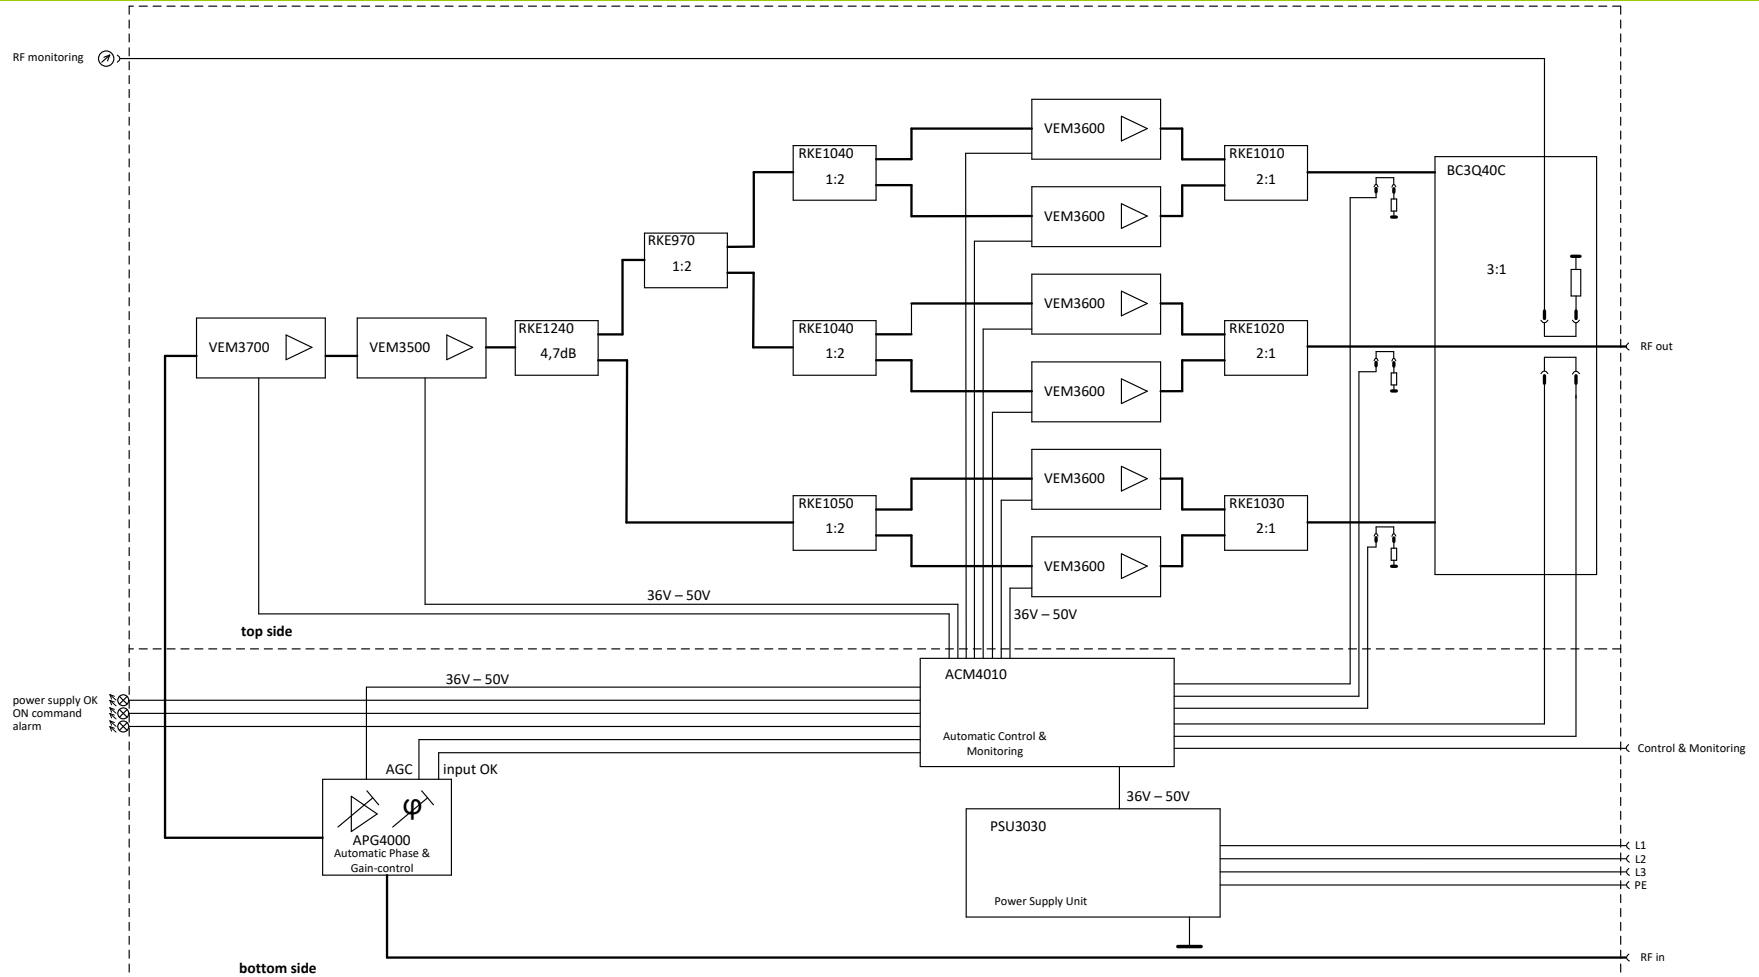 RF monitoring
VEM3600
RKE1040
1:2
RKE1010
2:1
BC3Q40C
VEM3600
RKE970
1:2
3:1
VEM3600
VEM3700
VEM3500
RKE1240
4,7dB
RKE1040
1:2
RKE1020
2:1
RF out
VEM3600
VEM3600
RKE1050
1:2
RKE1030
2:1
VEM3600
36V – 50V
36V – 50V
top side
ACM4010
36V – 50V
power supply OK
ON command
alarm
Automatic Control &
Monitoring
Control & Monitoring
AGC
input OK
36V – 50V
φ
APG4000
Automatic Phase &
Gain-control
PSU3030
L1
L2
L3
PE
Power Supply Unit
RF in
bottom side